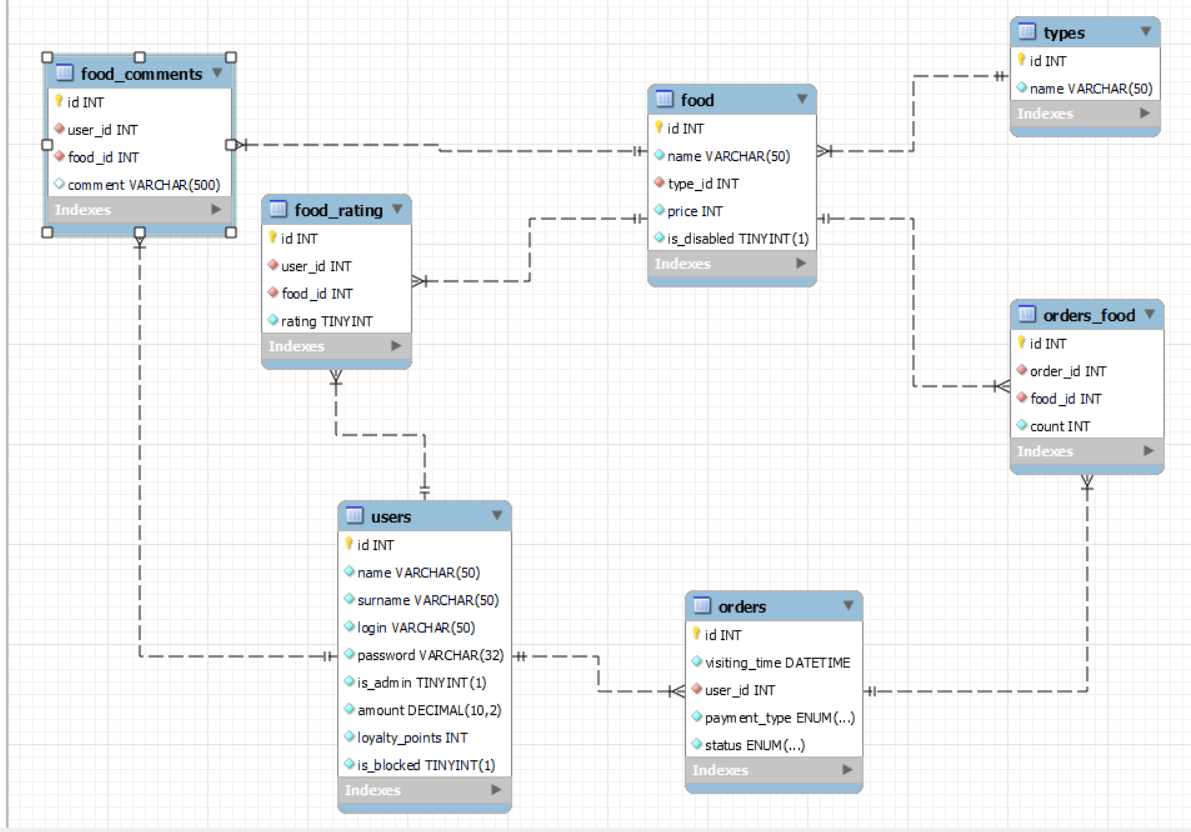 food_comments
id INT
user_id INT
food_id INT
comment VARCHAR(500)
Indexes
food_rating
id INT
user_id INT
food_id INT
rating TINYINT
Indexes
food
id INT
name VARCHAR(50)
type_id INT
price INT
is_disabled TINYINT(1)
Indexes
types
id INT
name VARCHAR(50)
Indexes
orders_food
id INT
order_id INT
food_id INT
count INT
Indexes
users
id INT
name VARCHAR(50)
surname VARCHAR(50)
login VARCHAR(50)
password VARCHAR(32)
is_admin TINYINT(1)
amount DECIMAL(10,2)
loyalty_points INT
is_blocked TINYINT(1)
Indexes
orders
id INT
visiting_time DATETIME
user_id INT
payment_type ENUM(...)
status ENUM(...)
Indexes